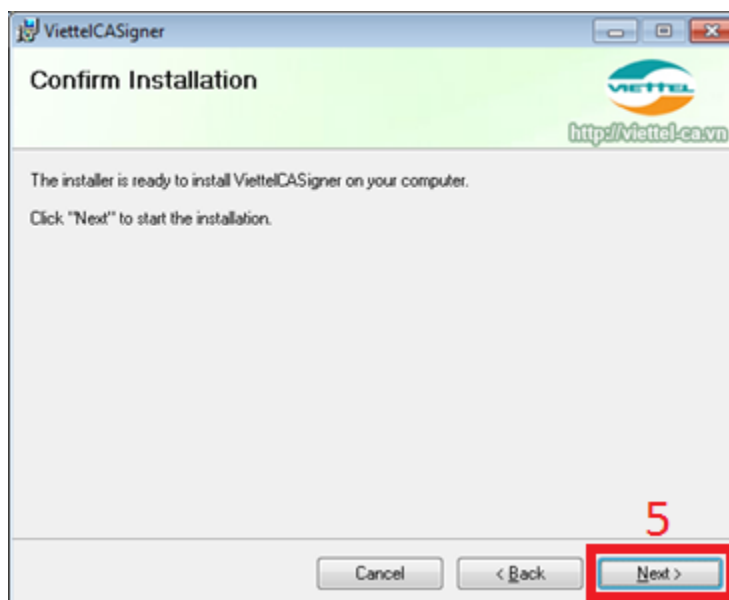 ViettelCASigner
Confirm Installation
VIETTEL
http://viettel-ca.vn
The installer is ready to install ViettelCASigner on your computer.
Click "Next" to start the installation.
5
Cancel
< Back
Next >